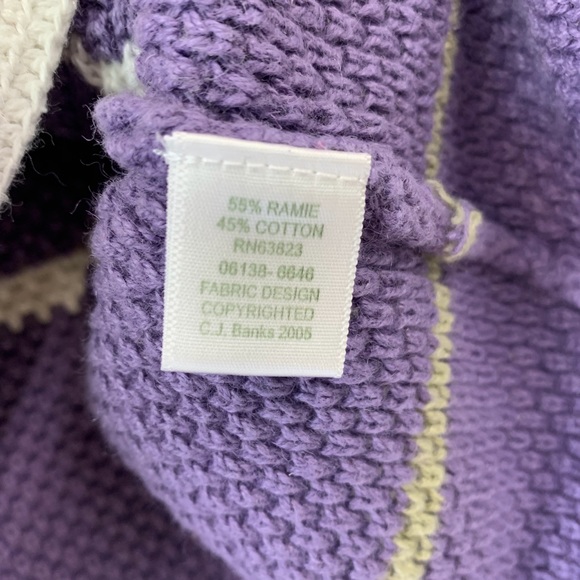 55% RAMIE
45% COTTON
RN63823
06138- 6646
FABRIC DESIGN
COPYRIGHTED
C.J. Banks 2005